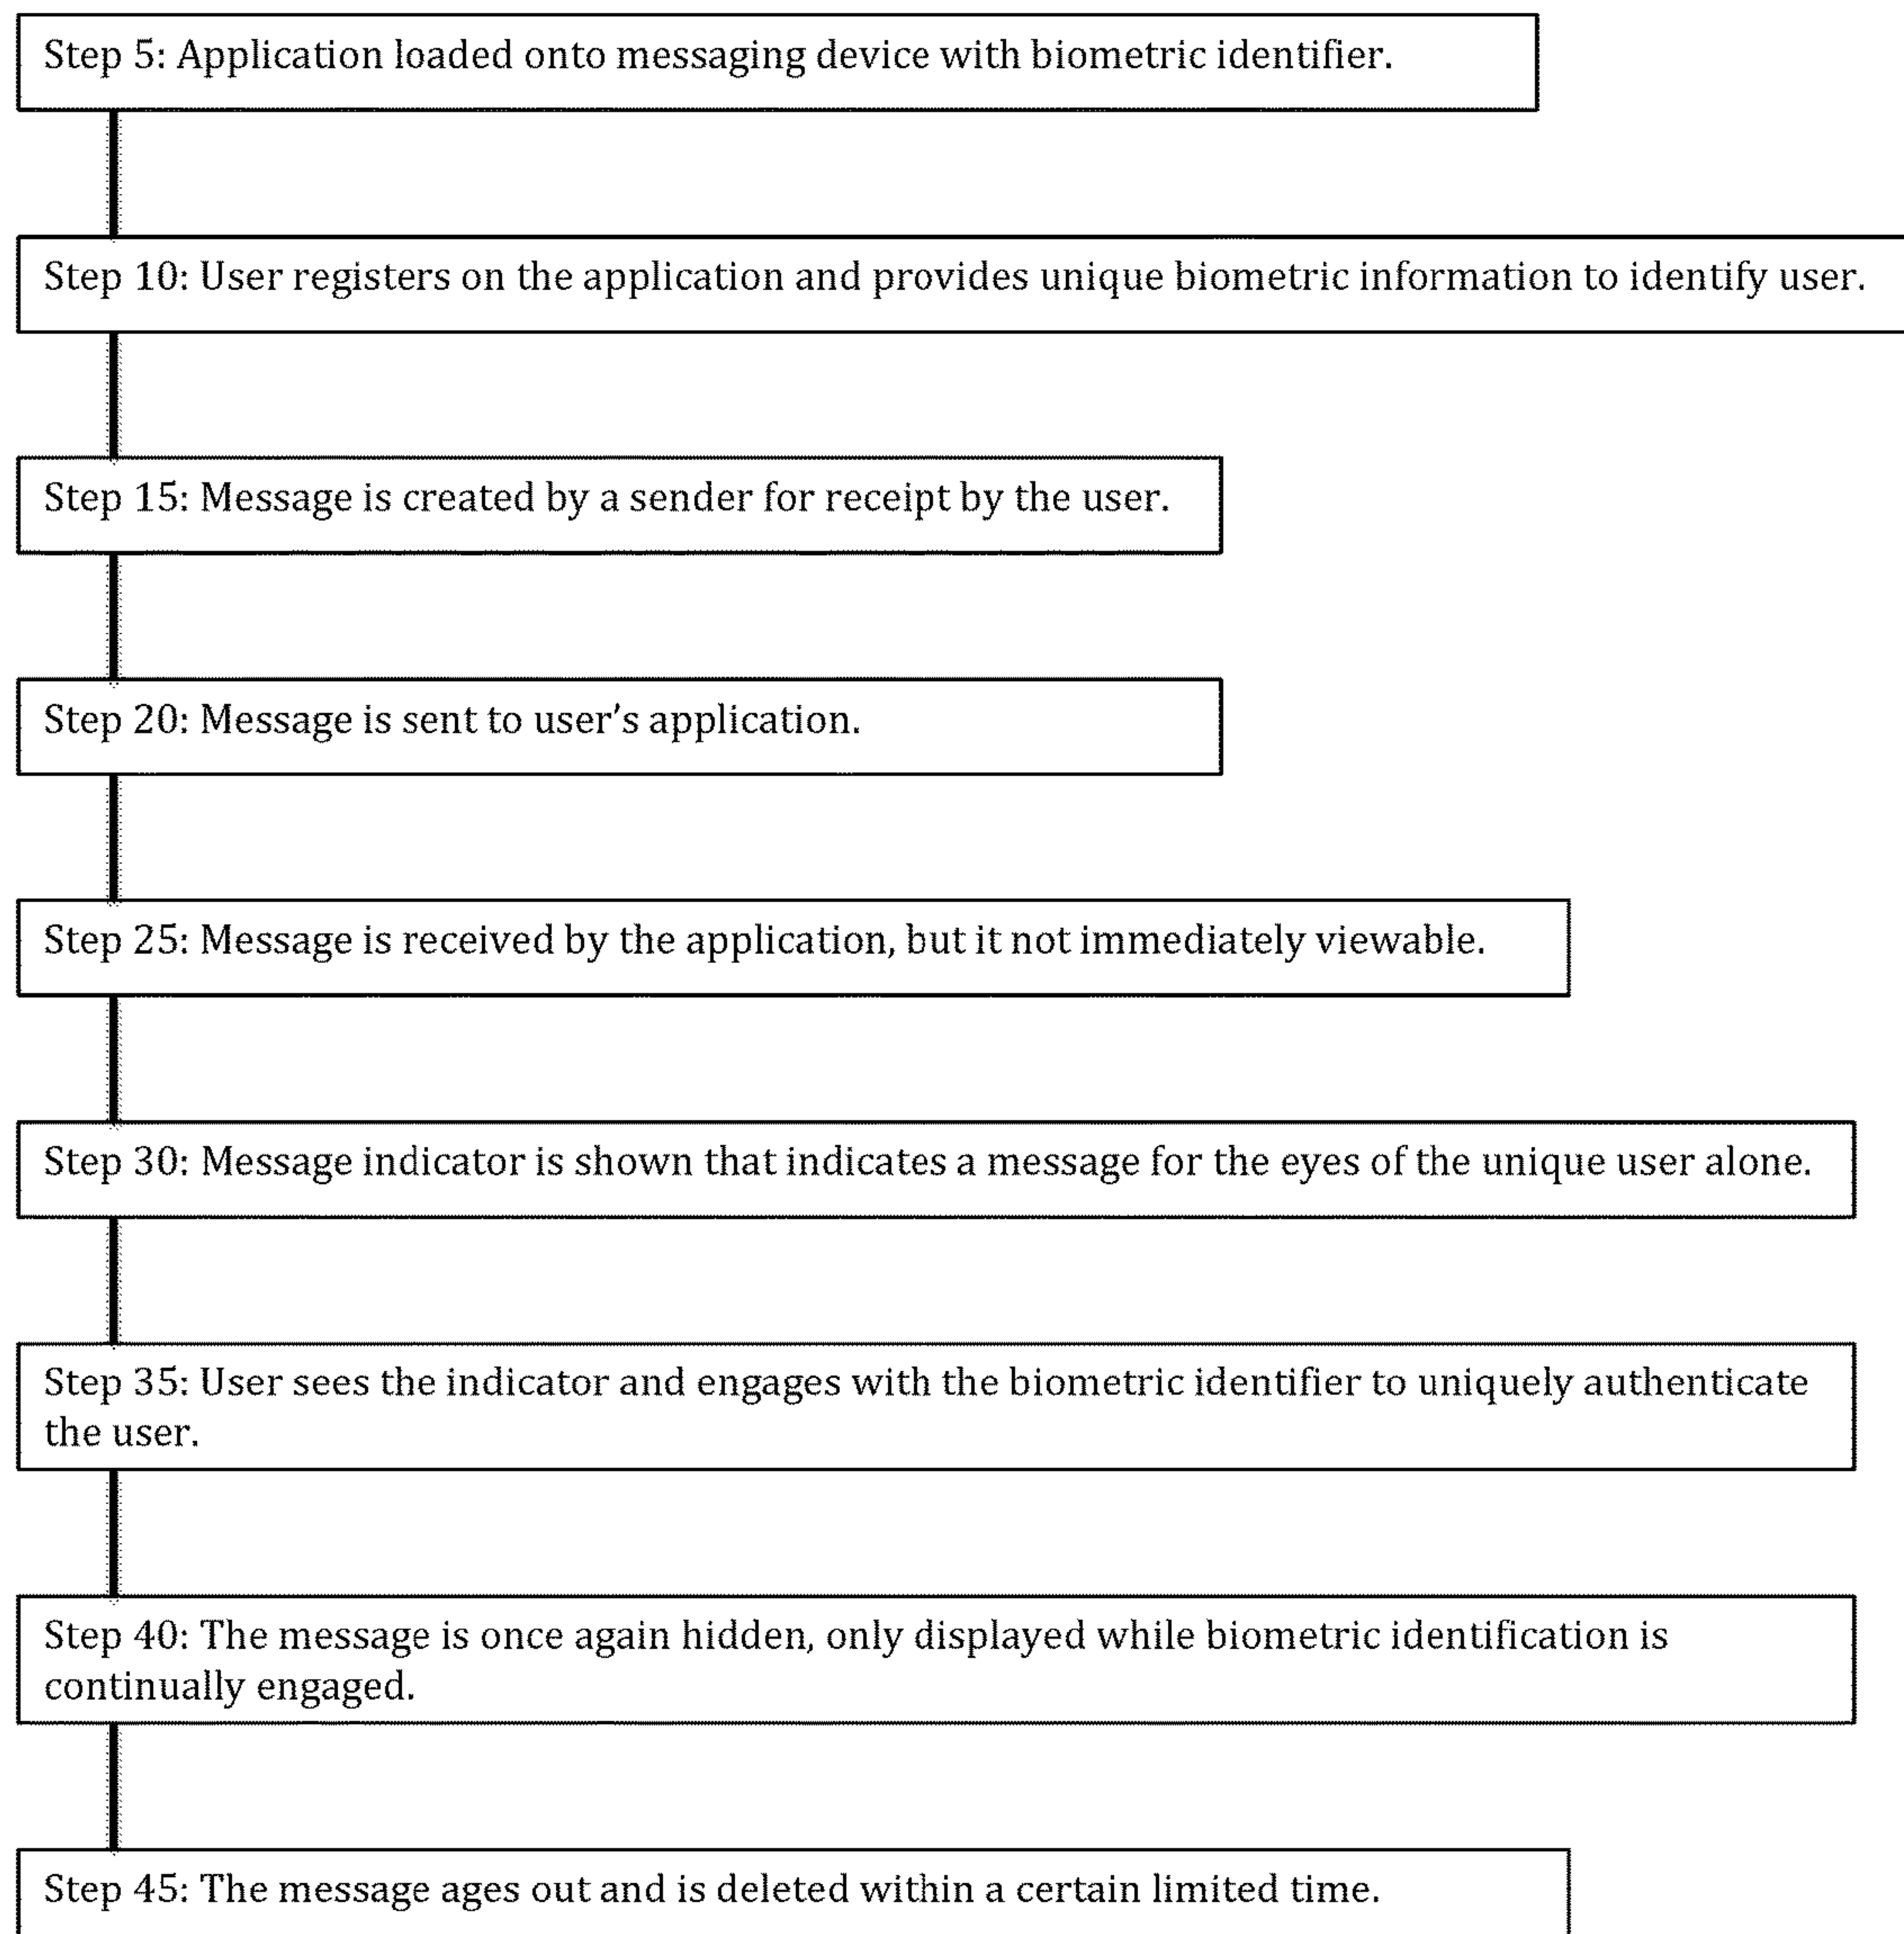 Step 5: Application loaded onto messaging device with biometric identifier.
Step 10: User registers on the application and provides unique biometric information to identify user.
Step 15: Message is created by a sender for receipt by the user.
Step 20: Message is sent to user’s application.
Step 25: Message is received by the application, but it not immediately viewable.
Step 30: Message indicator is shown that indicates a message for the eyes of the unique user alone.
Step 35: User sees the indicator and engages with the biometric identifier to uniquely authenticate
the user.
Step 40: The message is once again hidden, only displayed while biometric identification is
continually engaged.
Step 45: The message ages out and is deleted within a certain limited time.